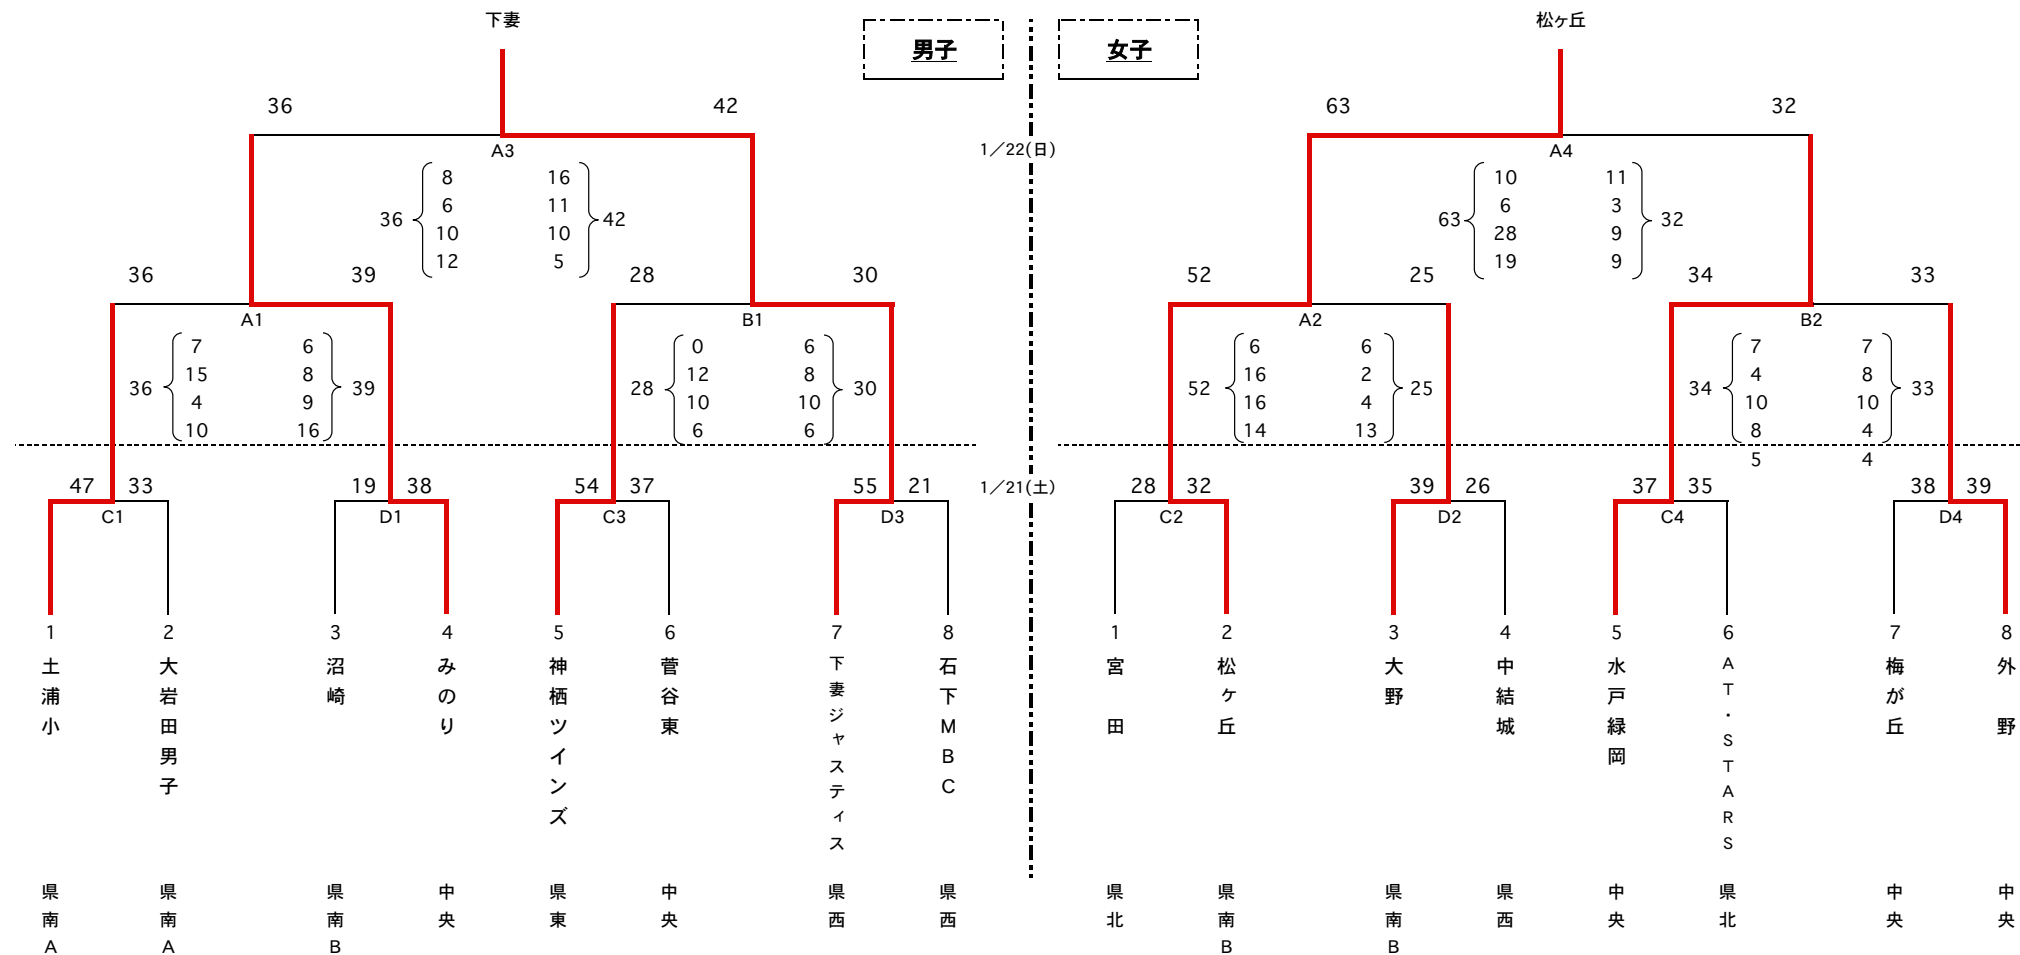 下妻
松ヶ丘
男子
女子
36
42
63
32
1／22(日)
A3
A4
8 16
6 11
36 42
10 10
12 5
10 11
6 3
63 32
28 9
19 9
36 39 28 30
52 25 34 33
A1 B1 A2 B2
7 6
15 8
36 39
4 9
10 16
0 6
12 8
28 30
10 10
6 6
6 6
16 2
52 25
16 4
14 13
7 7
4 8
34 33
10 10
8 4
5 4
47 33 19 38 54 37 55 21
1／21(土)
28 32 39 26 37 35 38 39
C1 D1 C3 D3 C2 D2 C4 D4
1 2 3 4 5 6 7 8
1 2 3 4 5 6 7 8
土浦小
大岩田男子
沼崎
みのり
神栖ツインズ
菅谷東
下妻ジャスティス
石下MBC
宮田
松ヶ丘
大野
中結城
水戸緑岡
AT・STARS
梅が丘
外野
県南A
県南A
県南B
中央
県東
中央
県西
県西
県北
県南B
県南B
県西
中央
県北
中央
中央